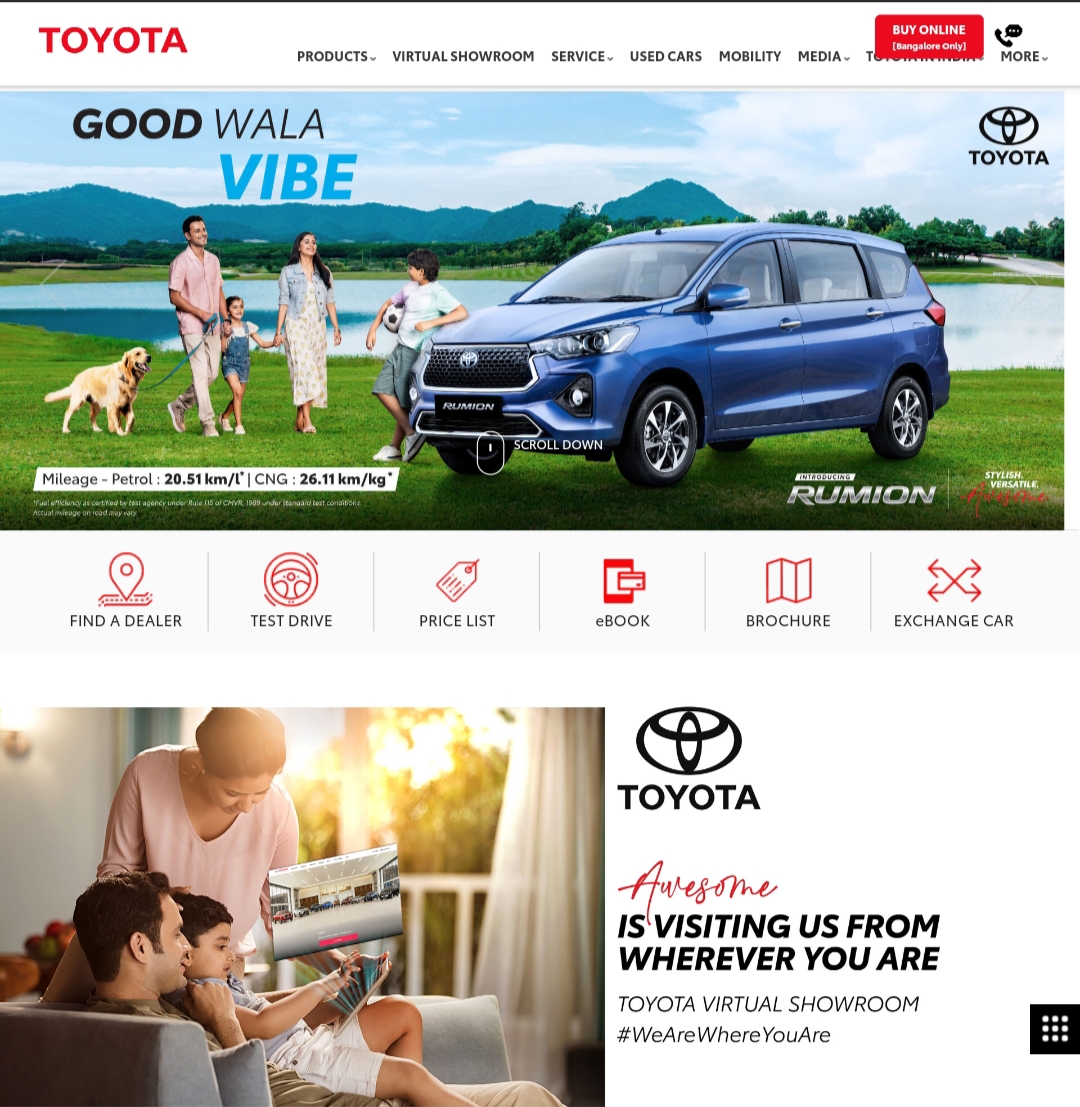 TOYOTA
BUY ONLINE
[Bangalore Only]
PRODUCTS
VIRTUAL SHOWROOM
SERVICE
USED CARS
MOBILITY
MEDIA
TOYOTA IN INDIA
MORE
GOOD WALA
VIBE
TOYOTA
RUMION
SCROLL DOWN
Mileage - Petrol : 20.51 km/l* | CNG : 26.11 km/kg*
*Fuel efficiency as certified by test agency under Rule 115 of CMVR, 1989 under standard test conditions.
Actual mileage on road may vary.
INTRODUCING
RUMION
STYLISH.
VERSATILE.
Awesome
FIND A DEALER
TEST DRIVE
PRICE LIST
eBOOK
BROCHURE
EXCHANGE CAR
TOYOTA
Awesome
IS VISITING US FROM
WHEREVER YOU ARE
TOYOTA VIRTUAL SHOWROOM
#WeAreWhereYouAre